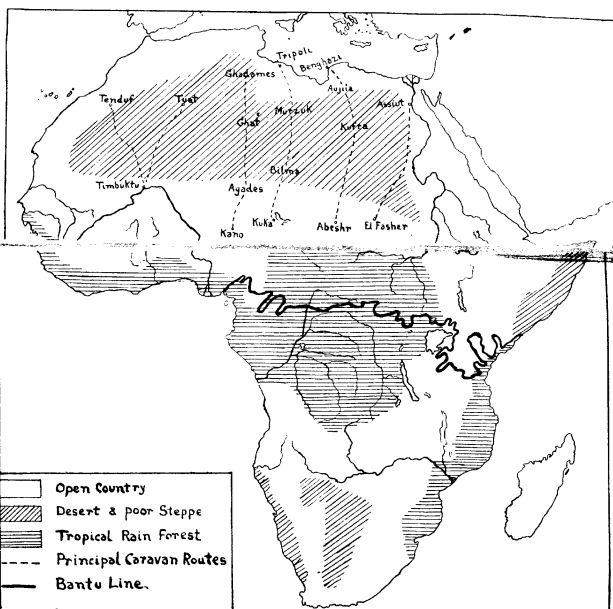 Tripoli
Benghazi
Ghadames
Aujila
Tenduf
Tuat
Murzuk
Assiut
Ghat
Kufra
Bilma
Timbuktu
Agades
Kuka
Kano
Abeshr
El Fasher
Open Country
Desert & poor Steppe
Tropical Rain Forest
Principal Caravan Routes
Bantu Line.